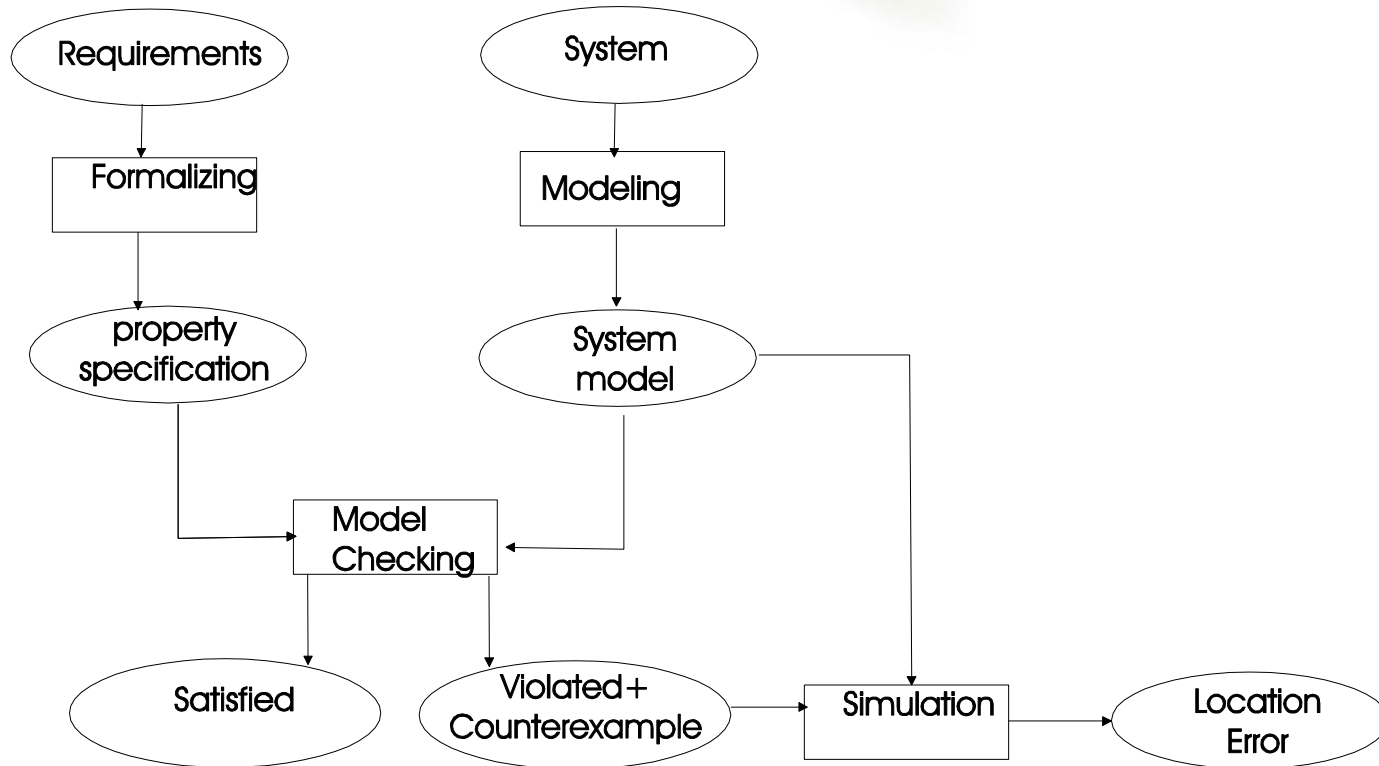 Requirements
System
Formalizing
Modeling
property
specification
System
model
Model
Checking
Satisfied
Violated+
Counterexample
Simulation
Location
Error